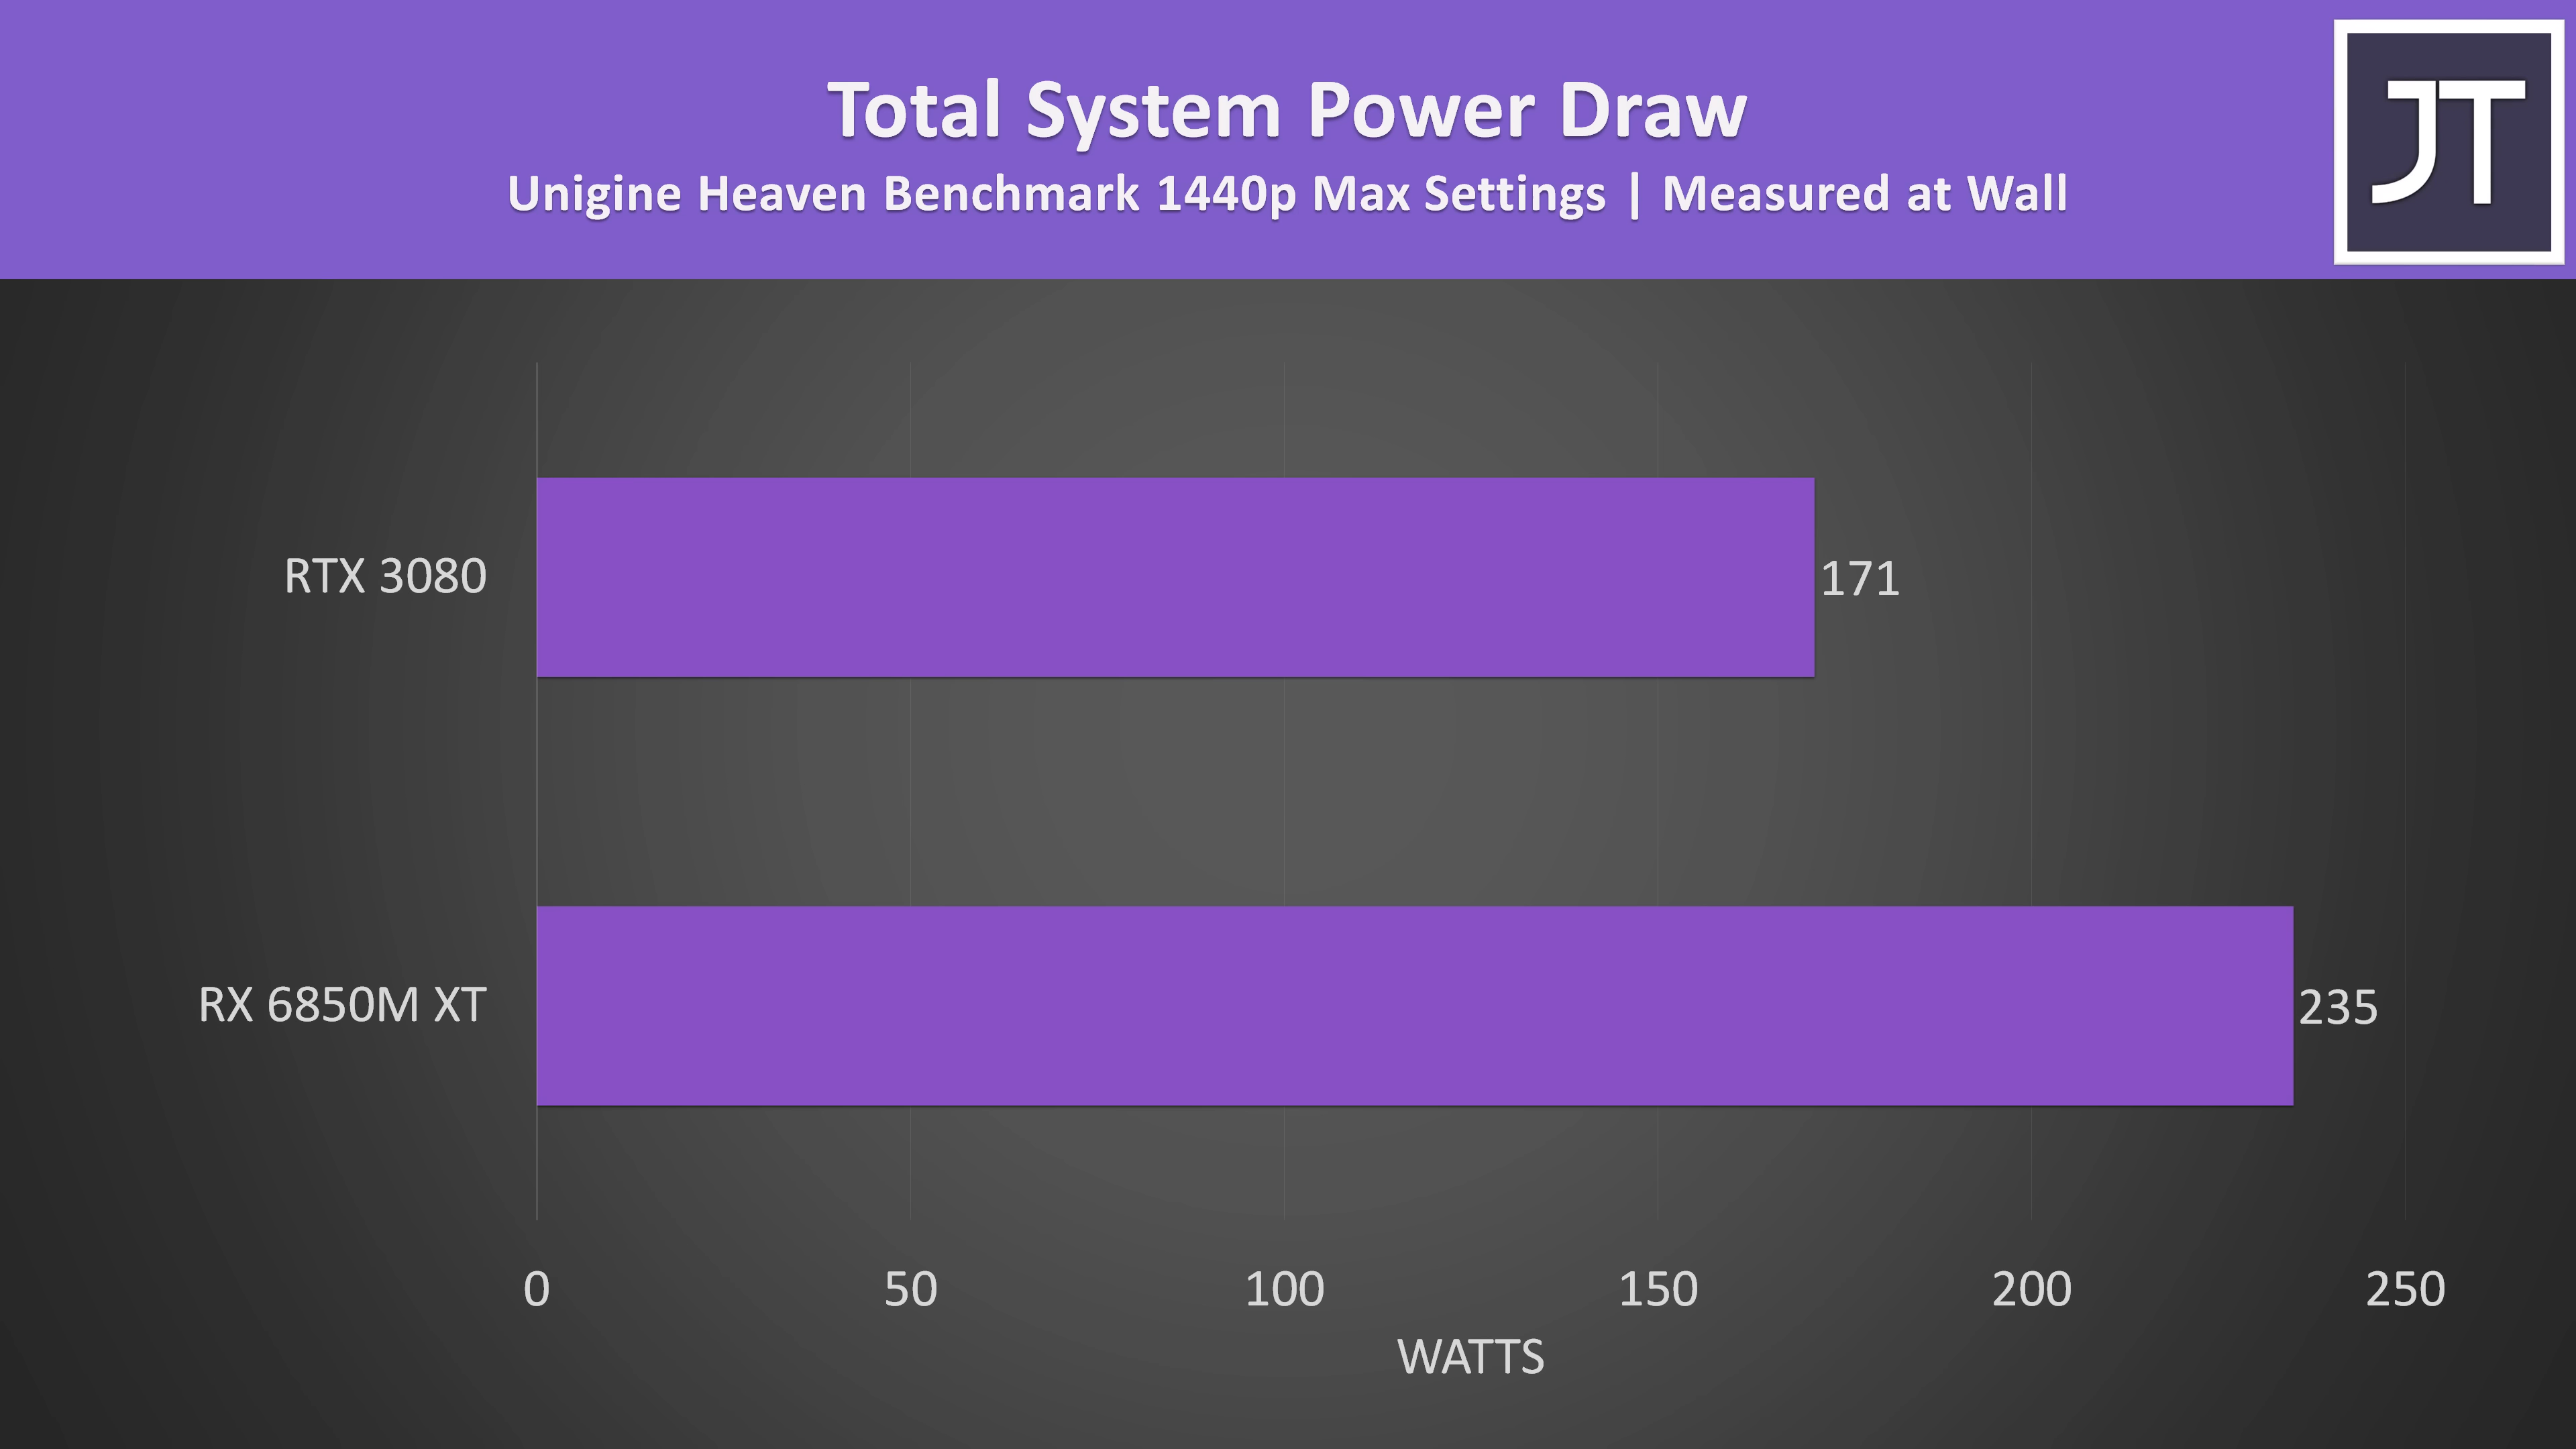 Total System Power Draw
Unigine Heaven Benchmark 1440p Max Settings | Measured at Wall
JT
RTX 3080
171
RX 6850M XT
235
0 50 100 150 200 250
WATTS